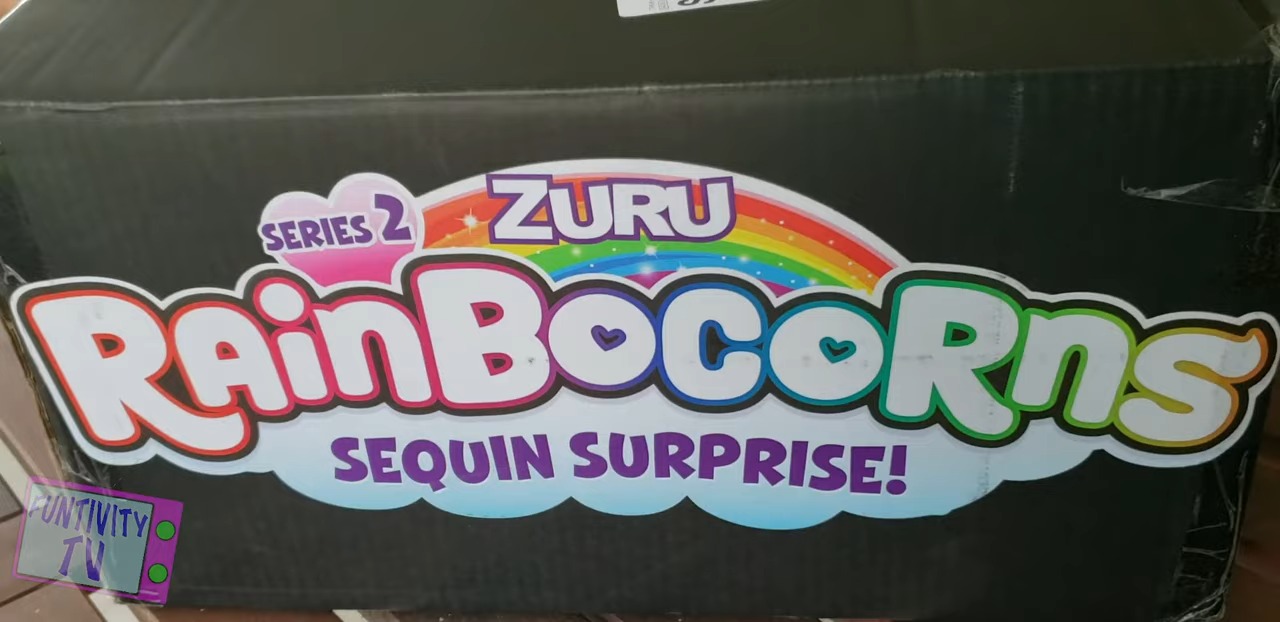 SERIES 2
ZURU
RainBocoRns
SEQUIN SURPRISE!
FUNTIVITY
TV